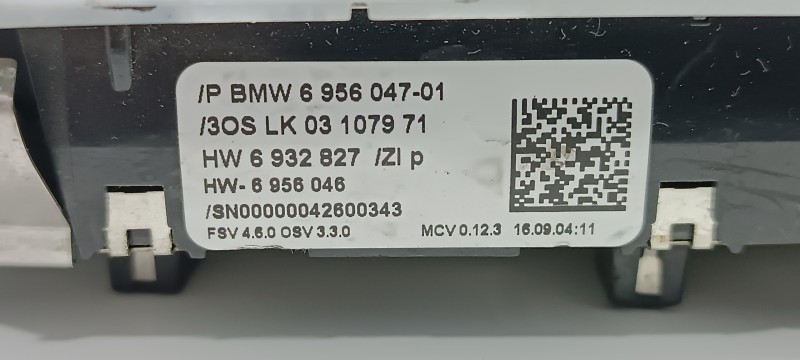 /P BMW 6 956 047-01
/3OS LK 03 1079 71
HW 6 932 827 /ZI p
HW- 6 956 046
/SN00000042600343
FSV 4.6.0 OSV 3.3.0 MCV 0.12.3 16.09.04:11